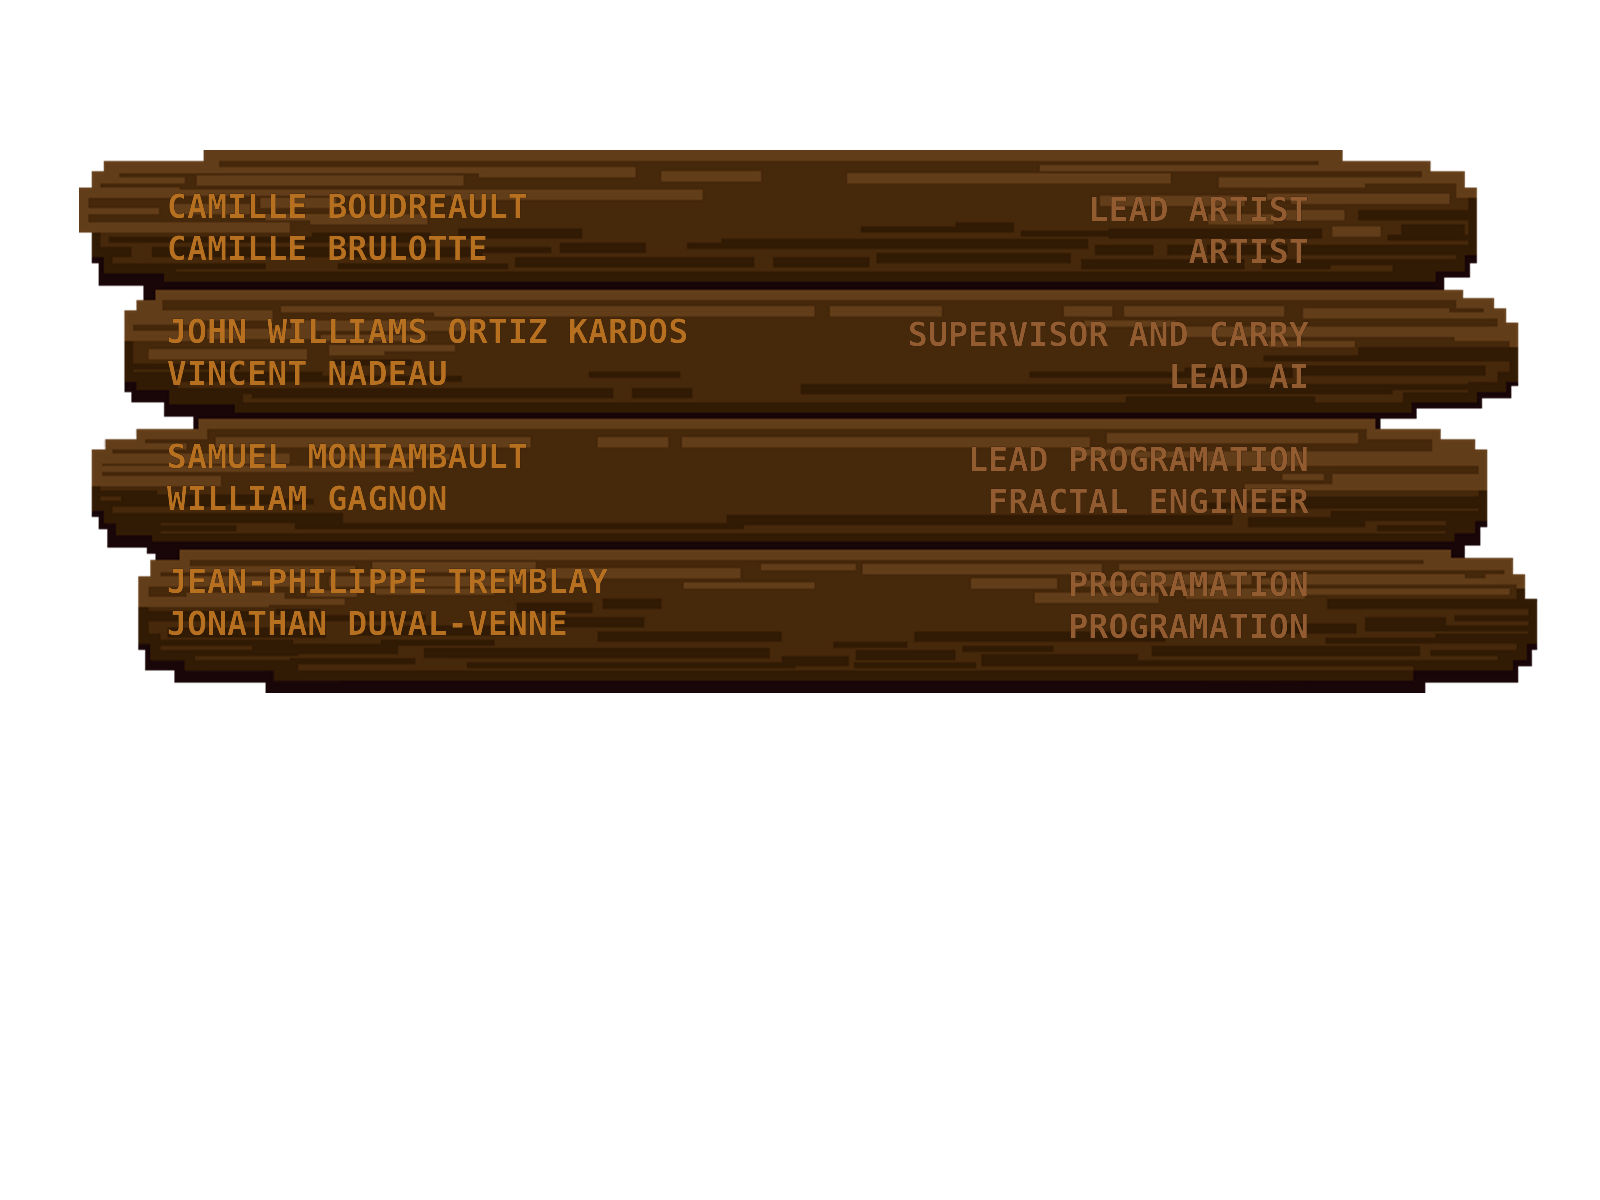 CAMILLE BOUDREAULT LEAD ARTIST
CAMILLE BRULOTTE ARTIST
JOHN WILLIAMS ORTIZ KARDOS SUPERVISOR AND CARRY
VINCENT NADEAU LEAD AI
SAMUEL MONTAMBAULT LEAD PROGRAMATION
WILLIAM GAGNON FRACTAL ENGINEER
JEAN-PHILIPPE TREMBLAY PROGRAMATION
JONATHAN DUVAL-VENNE PROGRAMATION